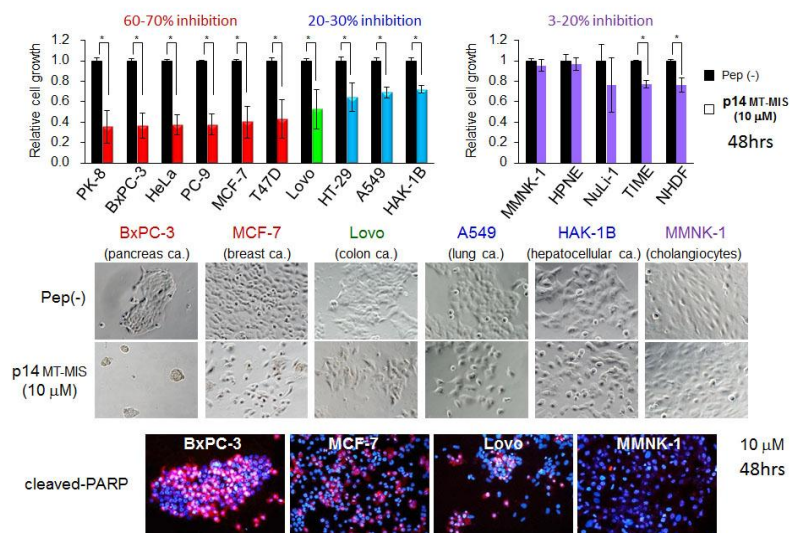 60-70% inhibition
20-30% inhibition
3-20% inhibition
Relative cell growth
1.2
1.0
0.8
0.6
0.4
0.2
0
* * * * * * * * * *
PK-8
BxPC-3
HeLa
PC-9
MCF-7
T47D
Lovo
HT-29
A549
HAK-1B
Relative cell growth
1.2
1.0
0.8
0.6
0.4
0.2
0
* *
MMNK-1
HPNE
NuLi-1
TIME
NHDF
Pep (-)
p14 MT-MIS
(10 μM)
48hrs
BxPC-3 MCF-7 Lovo A549 HAK-1B MMNK-1
(pancreas ca.) (breast ca.) (colon ca.) (lung ca.) (hepatocellular ca.) (cholangiocytes)
Pep(-)
p14 MT-MIS
(10 μM)
BxPC-3 MCF-7 Lovo MMNK-1
cleaved-PARP
10 μM
48hrs